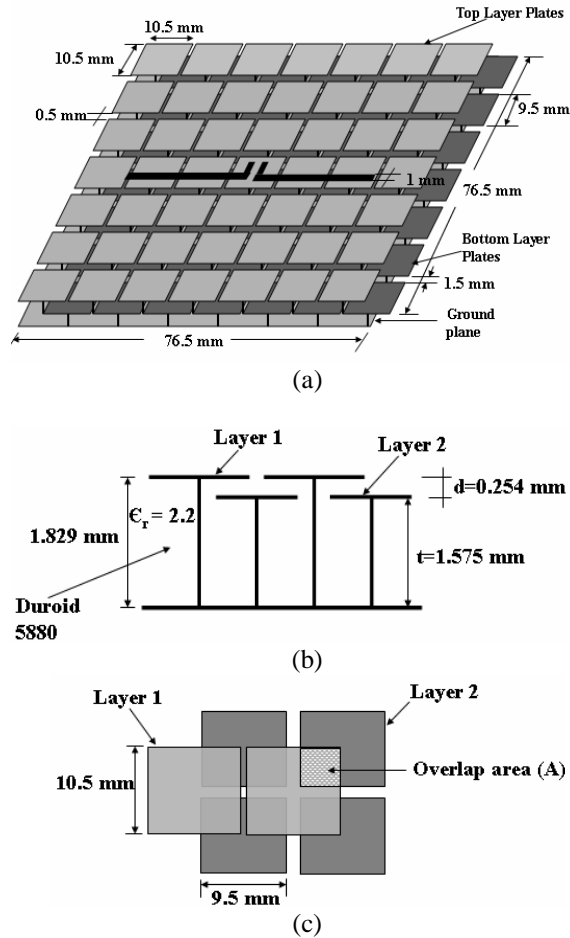 Top Layer Plates
10.5 mm
10.5 mm
0.5 mm
9.5 mm
1 mm
76.5 mm
Bottom Layer
Plates
1.5 mm
Ground
plane
76.5 mm
(a)
Layer 1
Layer 2
d=0.254 mm
Єr = 2.2
1.829 mm
t=1.575 mm
Duroid
5880
(b)
Layer 1
Layer 2
10.5 mm
Overlap area (A)
9.5 mm
(c)